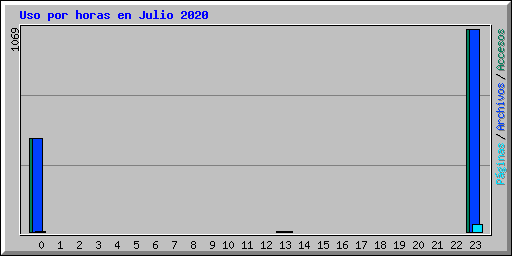 Uso por horas en Julio 2020
1069
Páginas / Archivos / Accesos
0 1 2 3 4 5 6 7 8 9 10 11 12 13 14 15 16 17 18 19 20 21 22 23